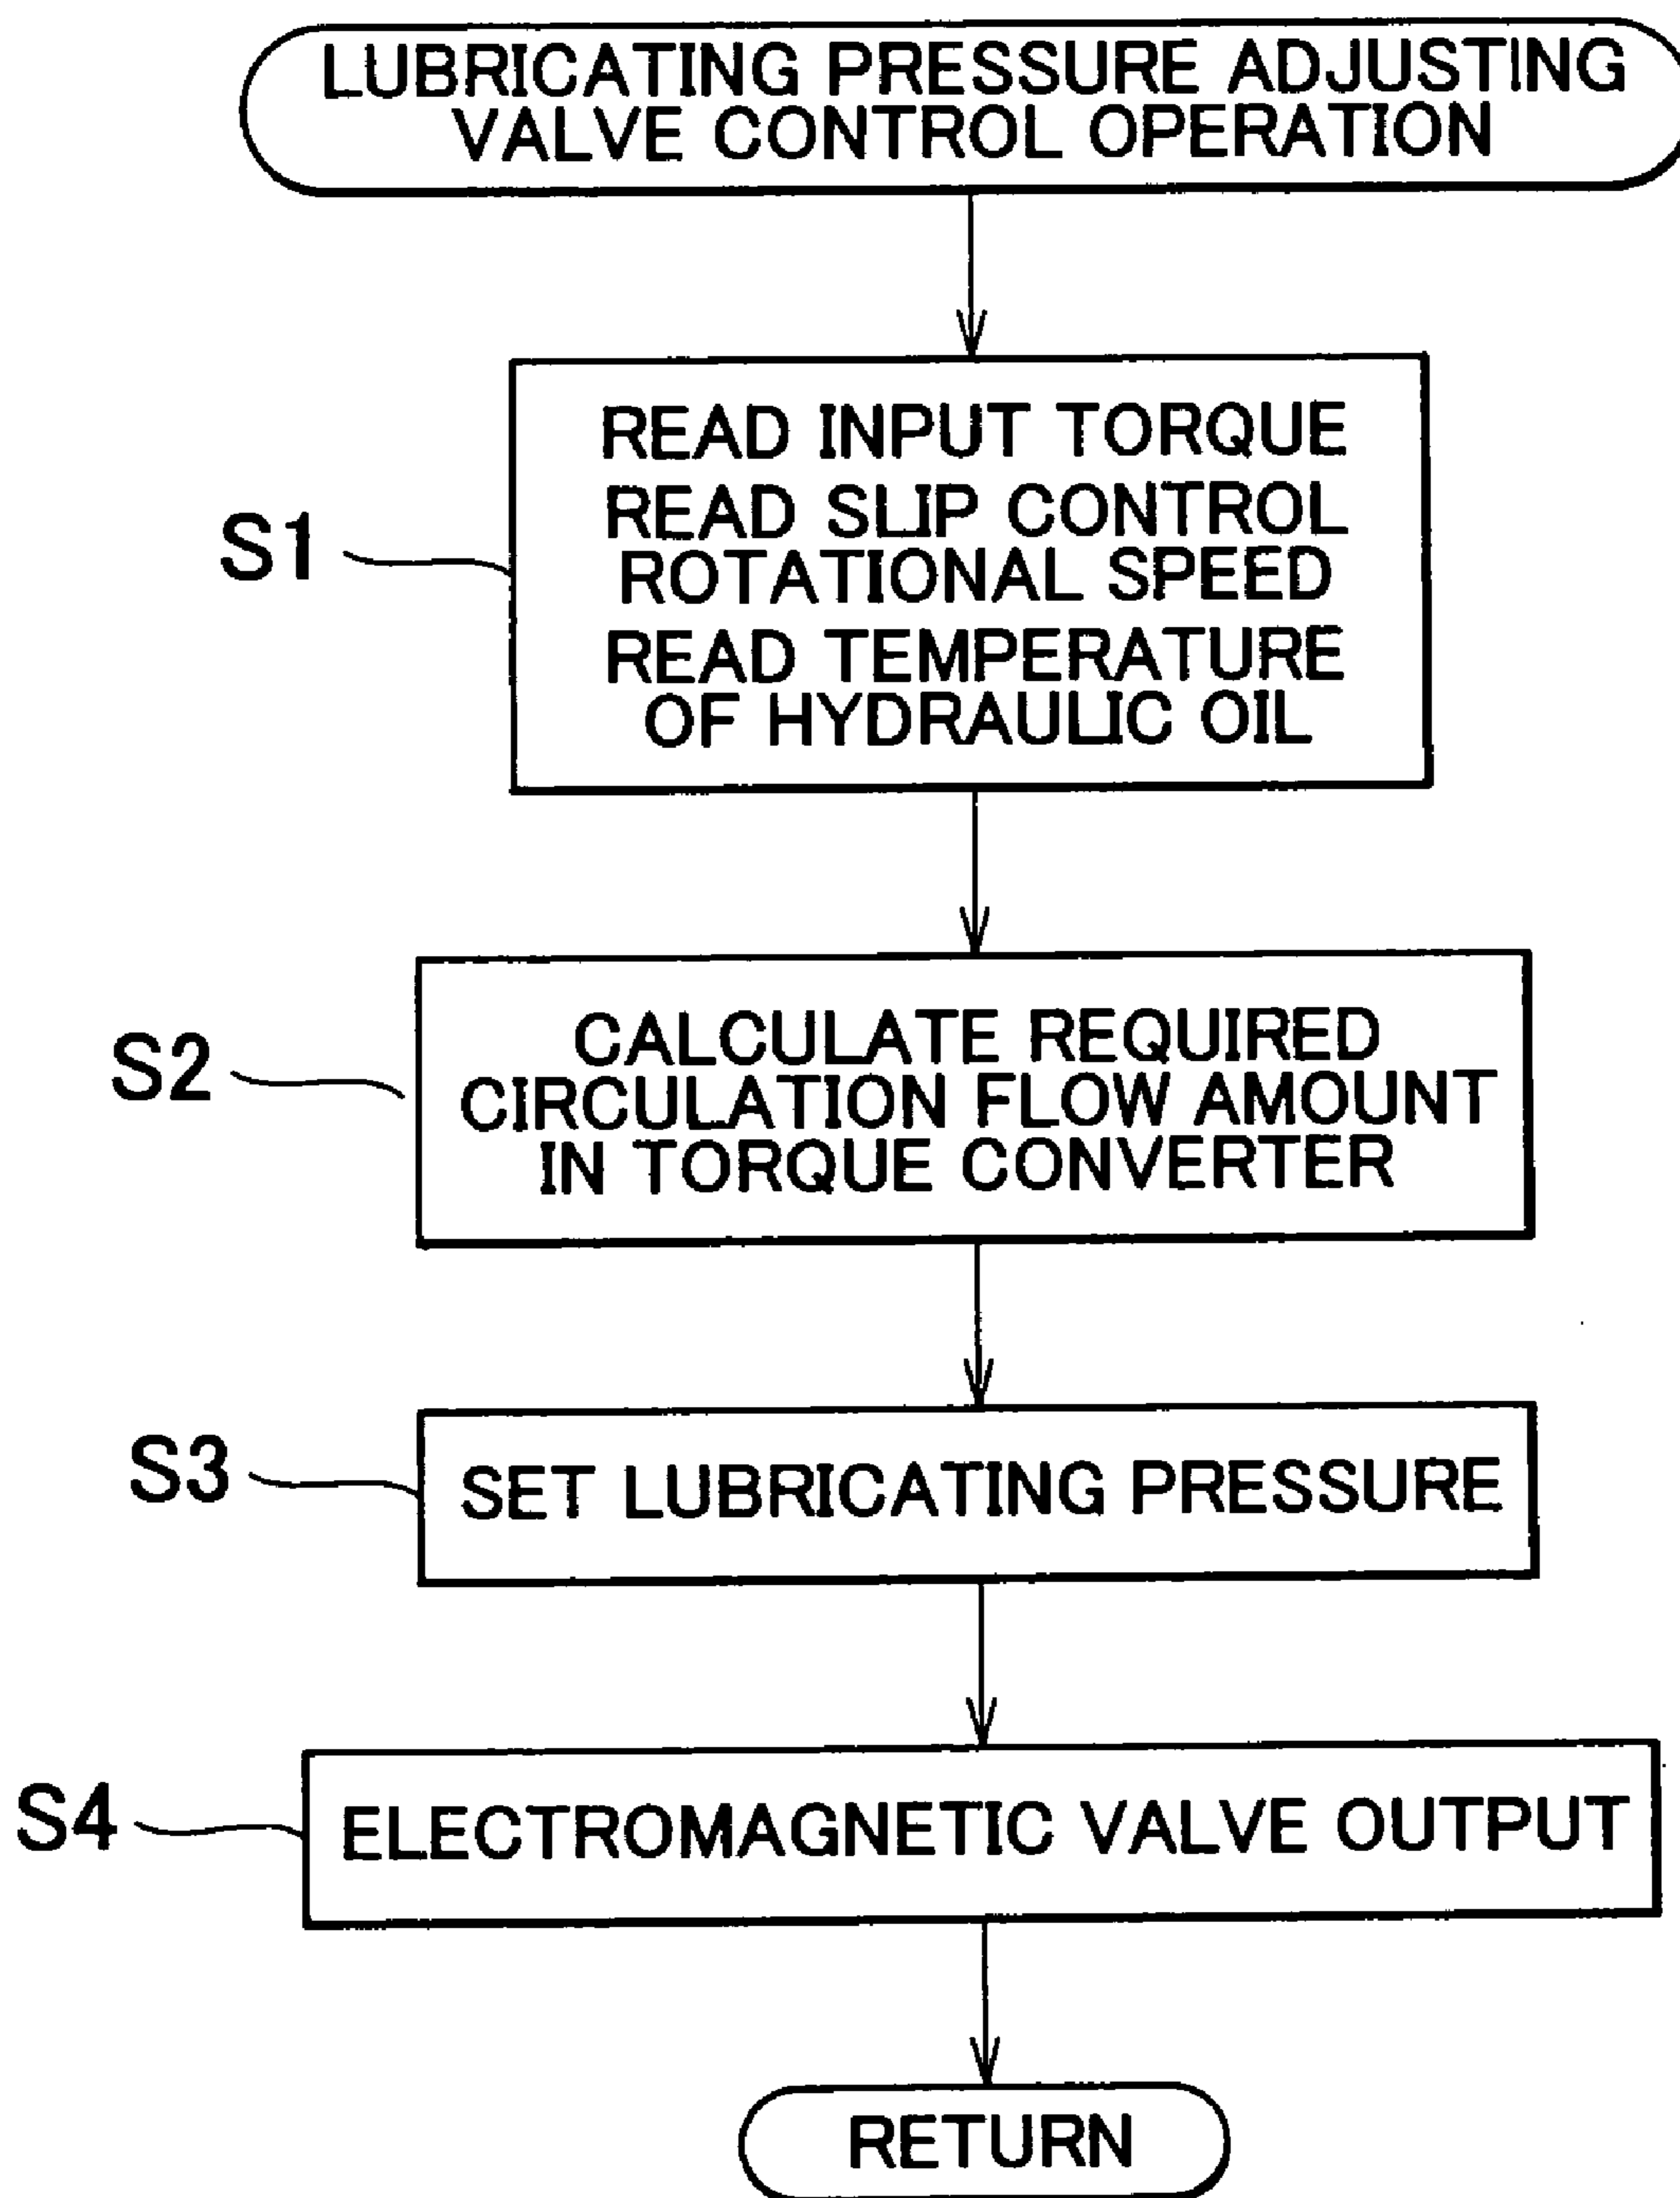 LUBRICATING PRESSURE ADJUSTING
VALVE CONTROL OPERATION
S1
READ INPUT TORQUE
READ SLIP CONTROL
ROTATIONAL SPEED
READ TEMPERATURE
OF HYDRAULIC OIL
S2
CALCULATE REQUIRED
CIRCULATION FLOW AMOUNT
IN TORQUE CONVERTER
S3
SET LUBRICATING PRESSURE
S4
ELECTROMAGNETIC VALVE OUTPUT
RETURN